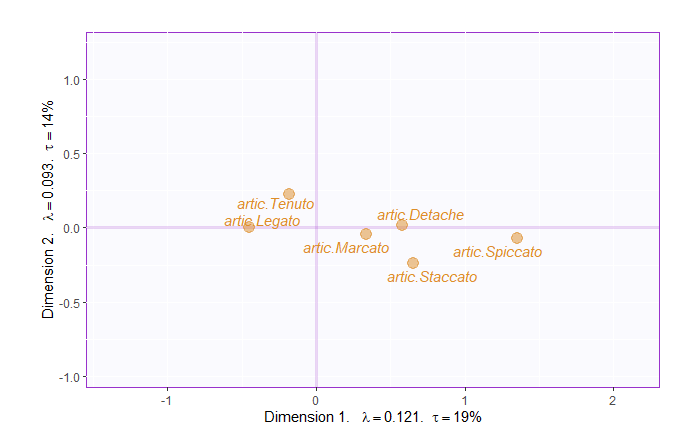 1.0
0.5
0.0
-0.5
-1.0
artic.Tenuto
artic.Legato
artic.Detache
artic.Marcato
artic.Spiccato
artic.Staccato
-1 0 1 2
Dimension 1. λ = 0.121. τ = 19%
Dimension 2. λ = 0.093. τ = 14%